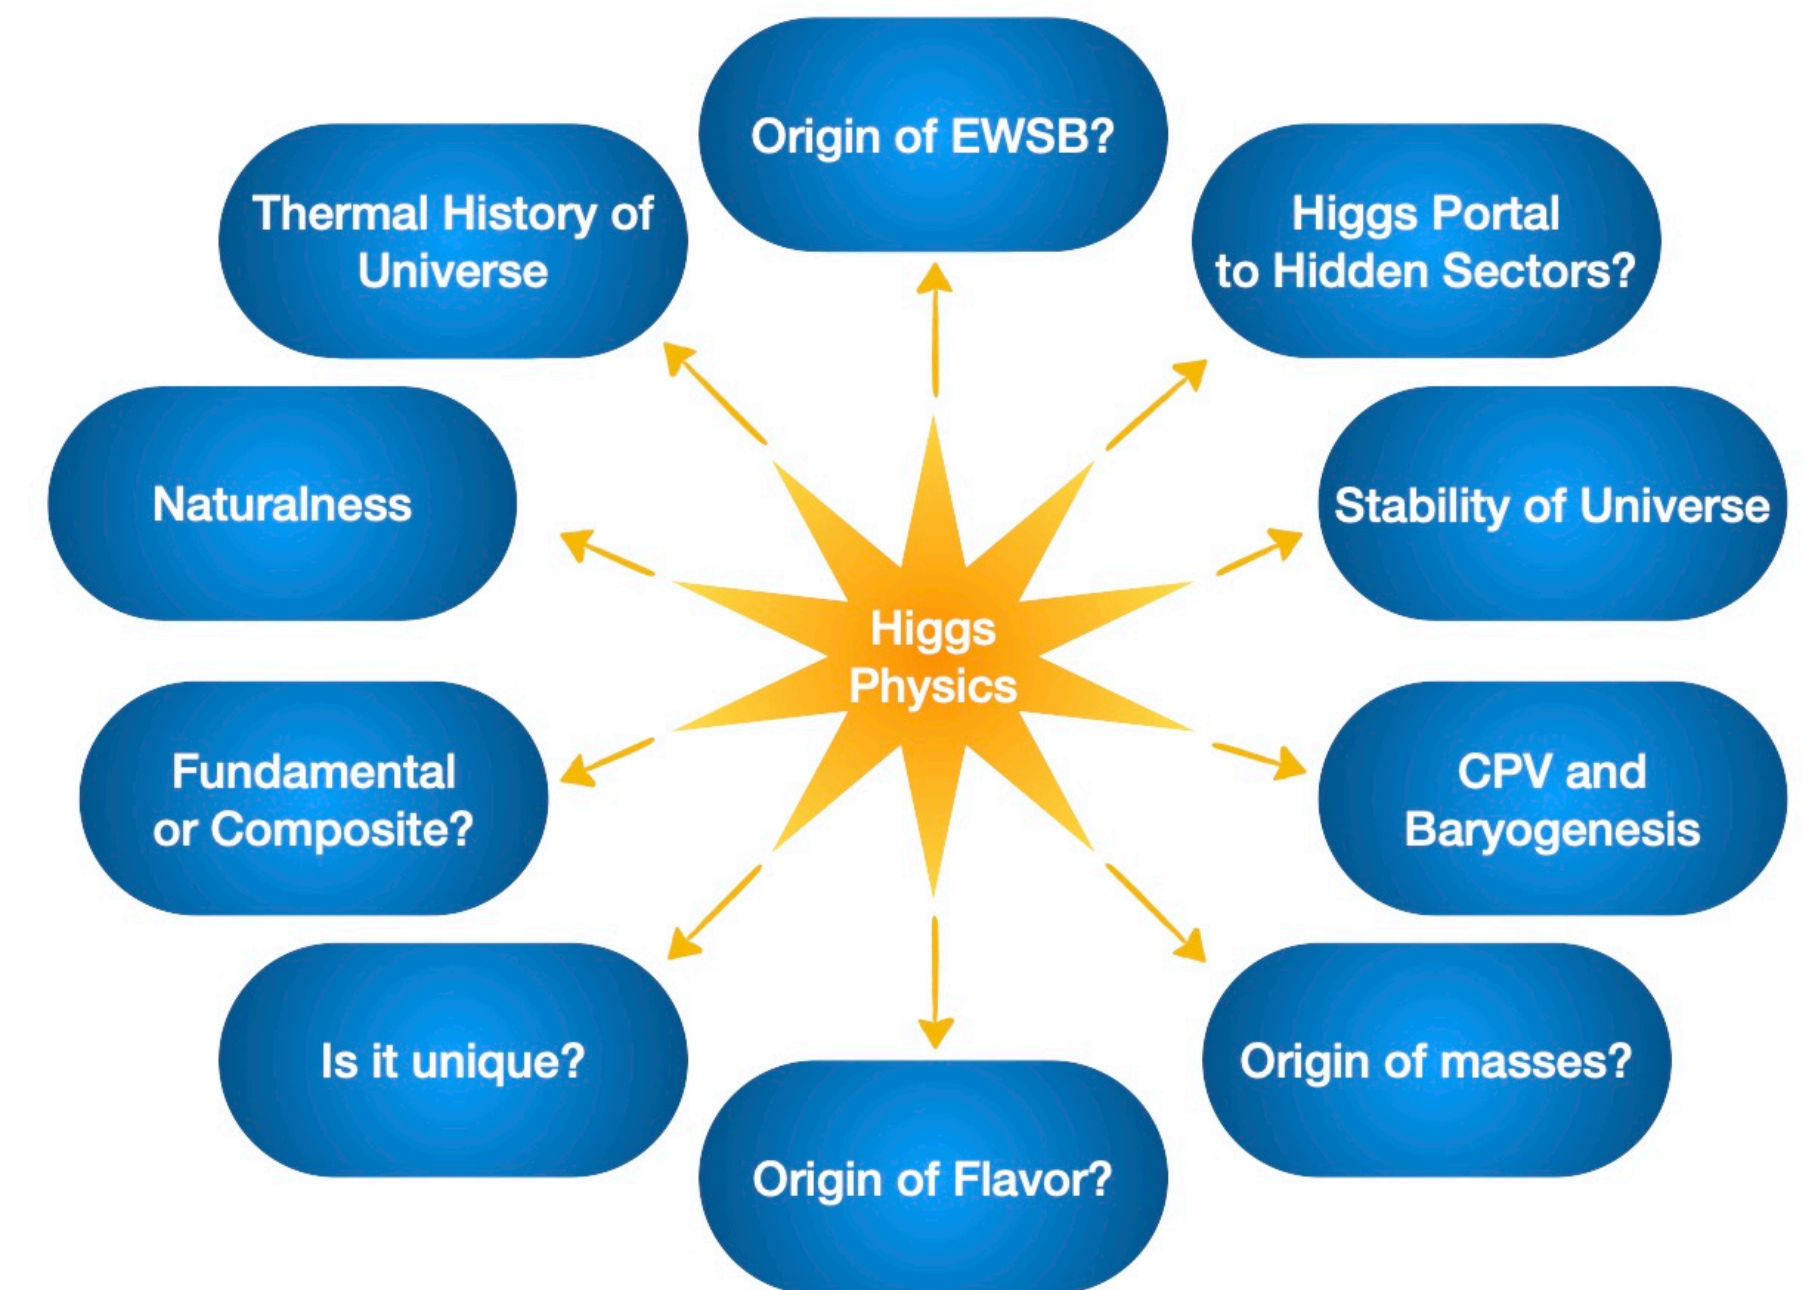 Origin of EWSB?
Thermal History of
Universe
Higgs Portal
to Hidden Sectors?
Naturalness
Stability of Universe
Higgs
Physics
Fundamental
or Composite?
CPV and
Baryogenesis
Is it unique?
Origin of masses?
Origin of Flavor?